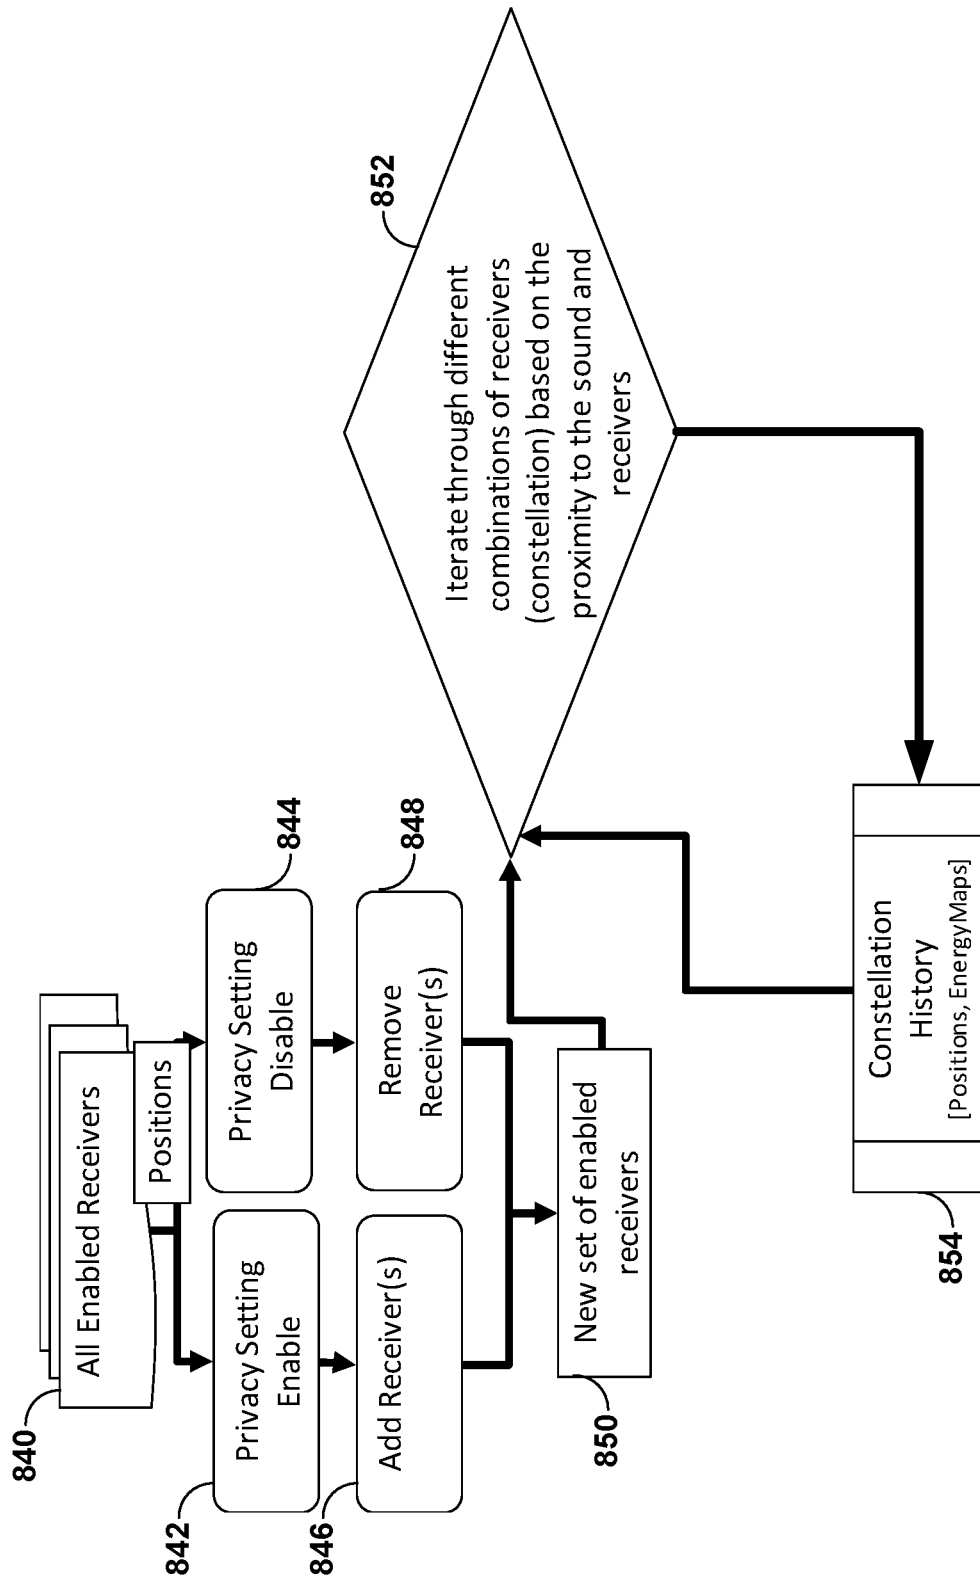 840
All Enabled Receivers
Positions
842
Privacy Setting
Enable
844
Privacy Setting
Disable
846
Add Receiver(s)
848
Remove
Receiver(s)
850
New set of enabled
receivers
852
Iterate through different
combinations of receivers
(constellation) based on the
proximity to the sound and
receivers
854
Constellation
History
[Positions, EnergyMaps]